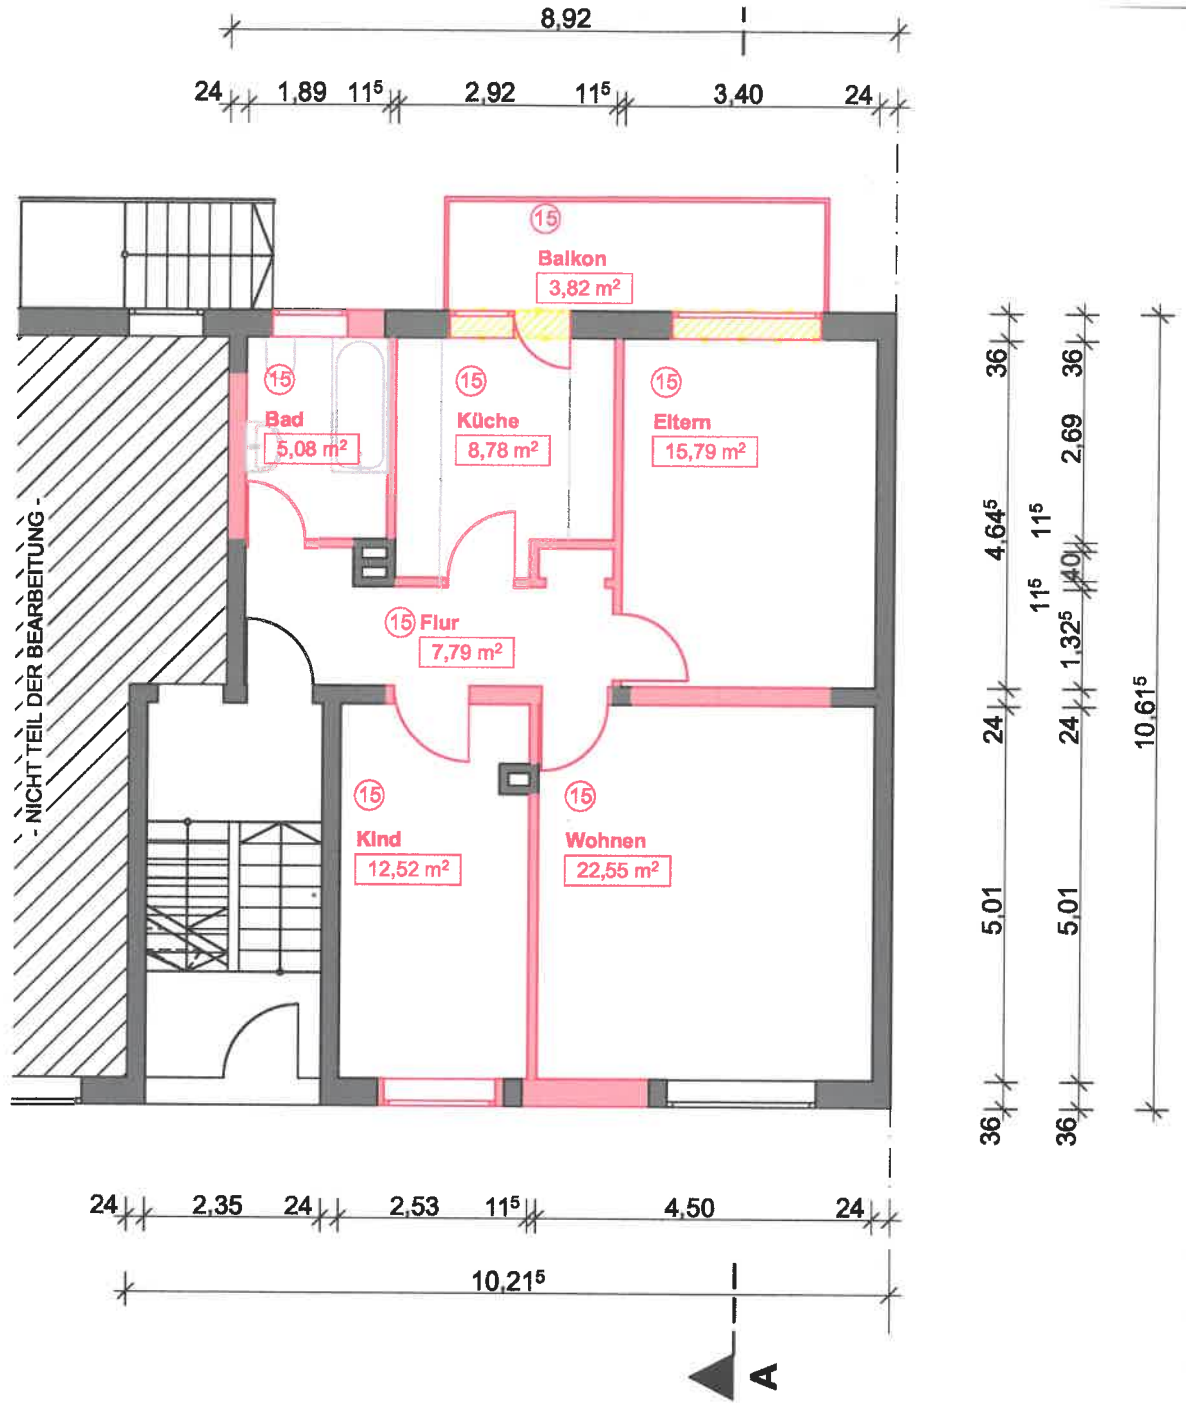 8,92
24 1,89 11⁵ 2,92 11⁵ 3,40 24
15
Balkon
3,82 m²
15
Bad
5,08 m²
15
Küche
8,78 m²
15
Eltern
15,79 m²
- NICHT TEIL DER BEARBEITUNG -
15 Flur
7,79 m²
15
Kind
12,52 m²
15
Wohnen
22,55 m²
36
4,64⁵
24
5,01
36
36
2,69
11⁵
40
11⁵
1,32⁵
24
5,01
36
10,61⁵
24 2,35 24 2,53 11⁵ 4,50 24
10,21⁵
A